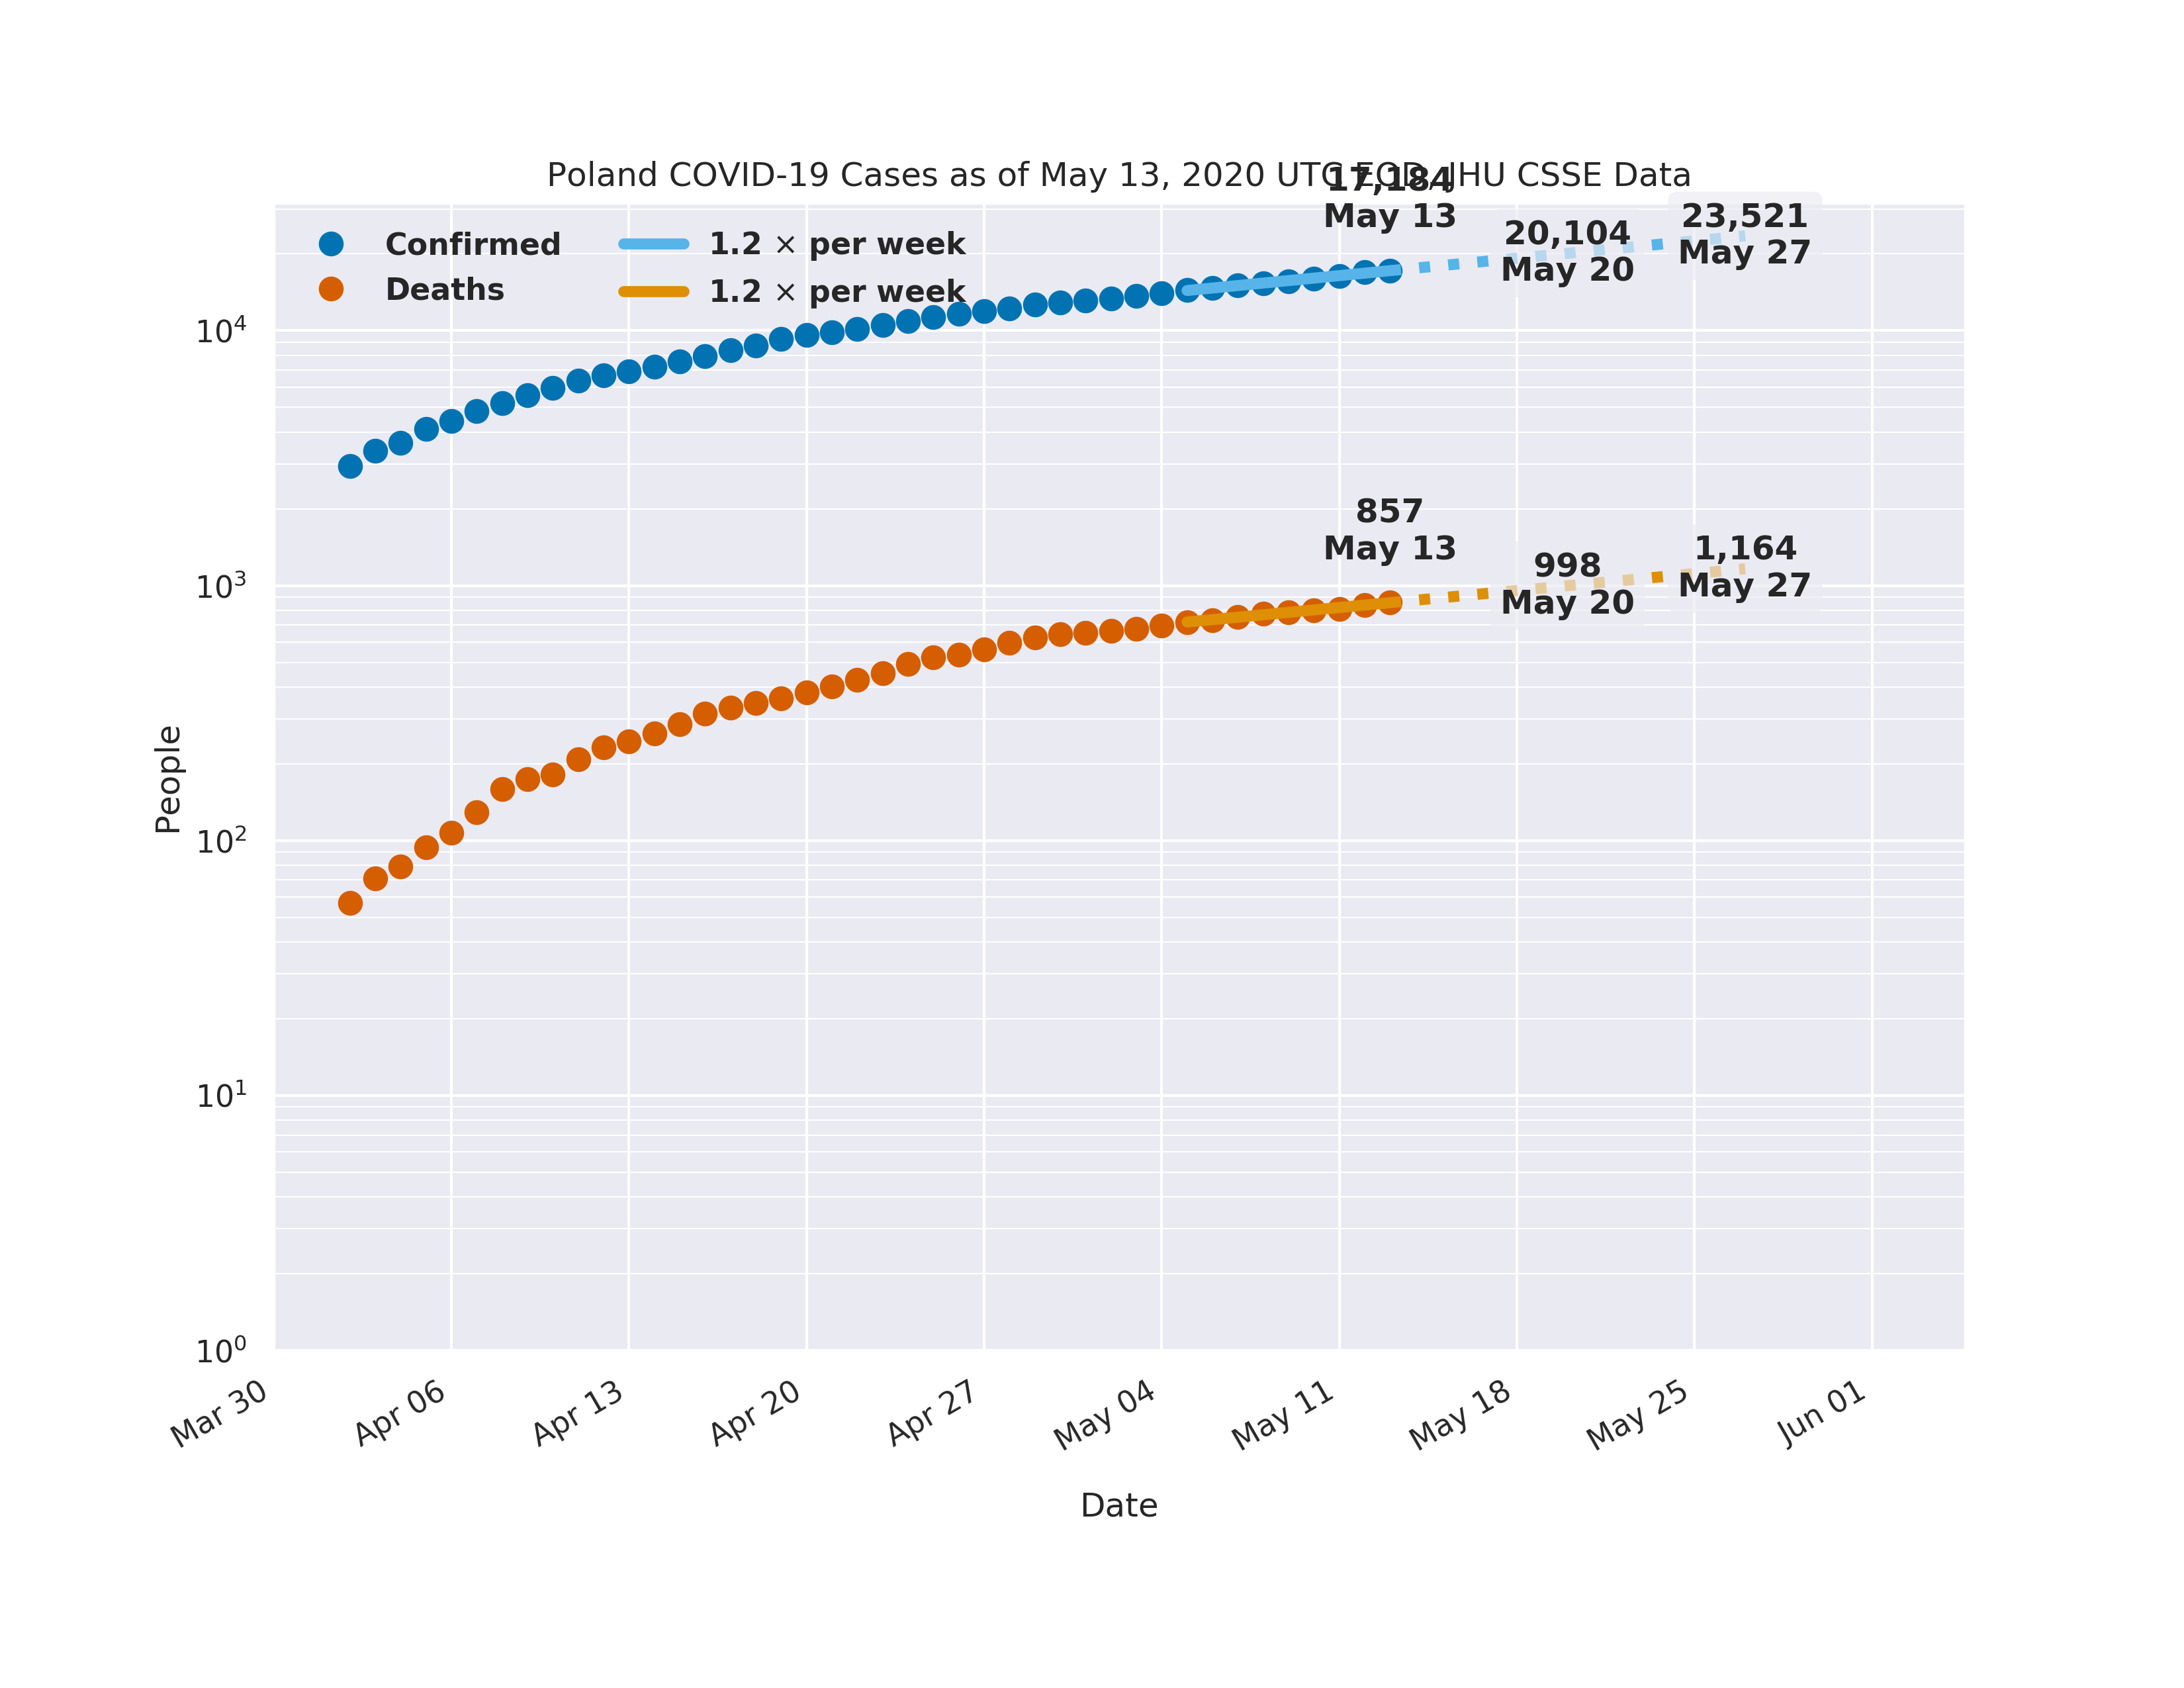 Poland COVID-19 Cases as of May 13, 2020 UTC EOD, JHU CSSE Data
17,184
May 13
20,104
May 20
23,521
May 27
Confirmed
Deaths
1.2 × per week
1.2 × per week
857
May 13
998
May 20
1,164
May 27
People
10⁴
10³
10²
10¹
10⁰
Mar 30
Apr 06
Apr 13
Apr 20
Apr 27
May 04
May 11
May 18
May 25
Jun 01
Date